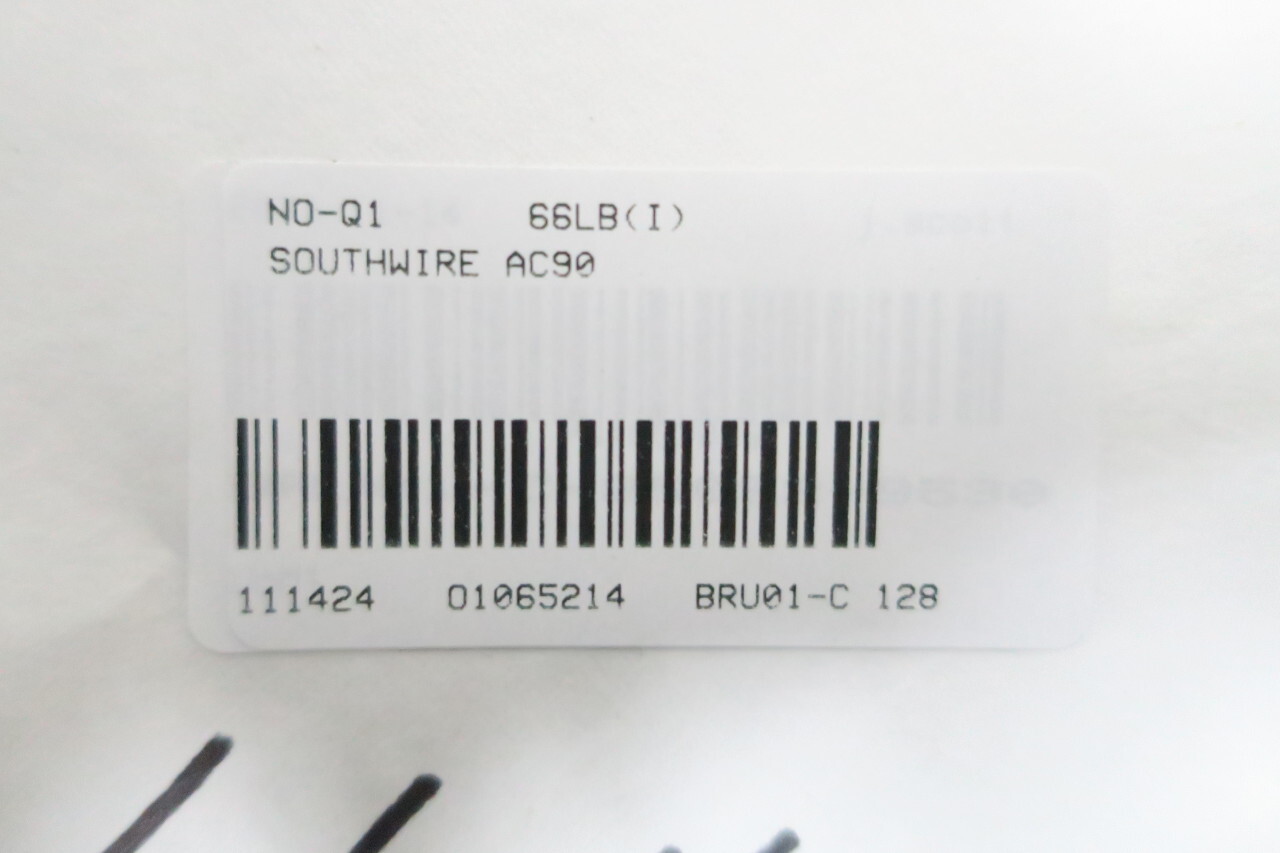 NO-Q1 66LB(I)
SOUTHWIRE AC90
111424 01065214 BRU01-C 128